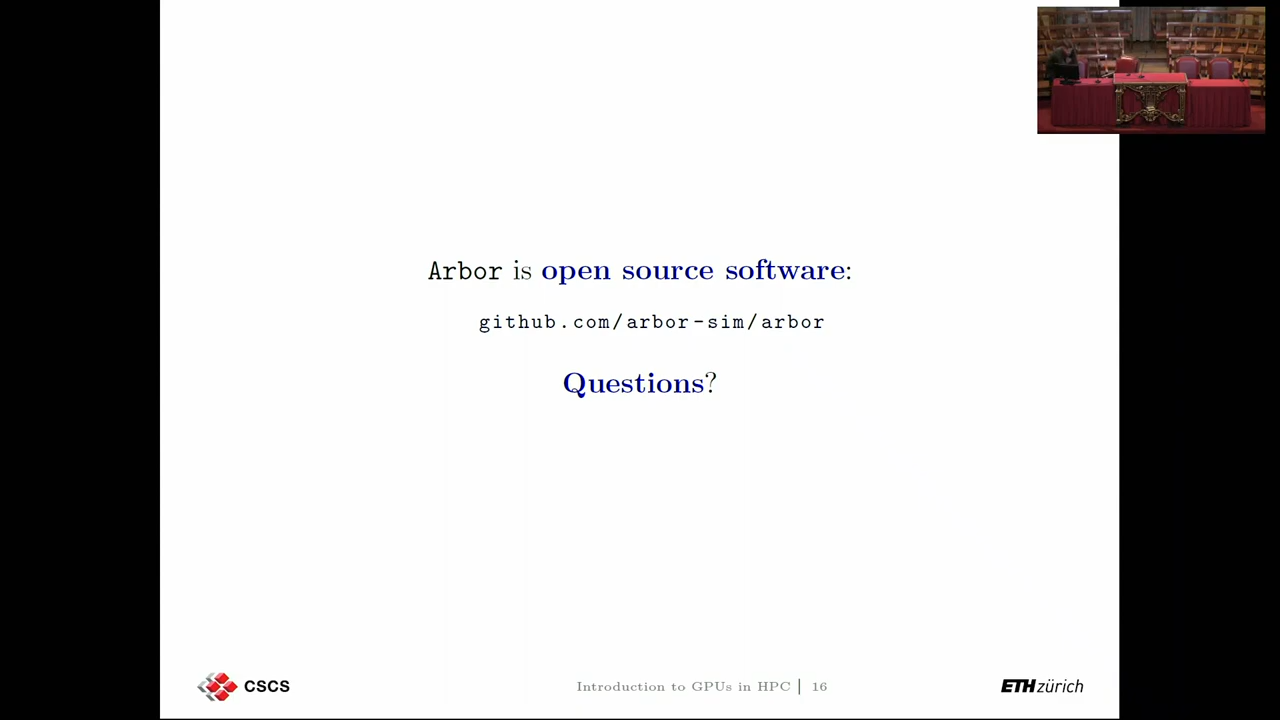 Arbor is open source software:
github.com/arbor-sim/arbor
Questions?
CSCS
Introduction to GPUs in HPC | 16
ETH zürich